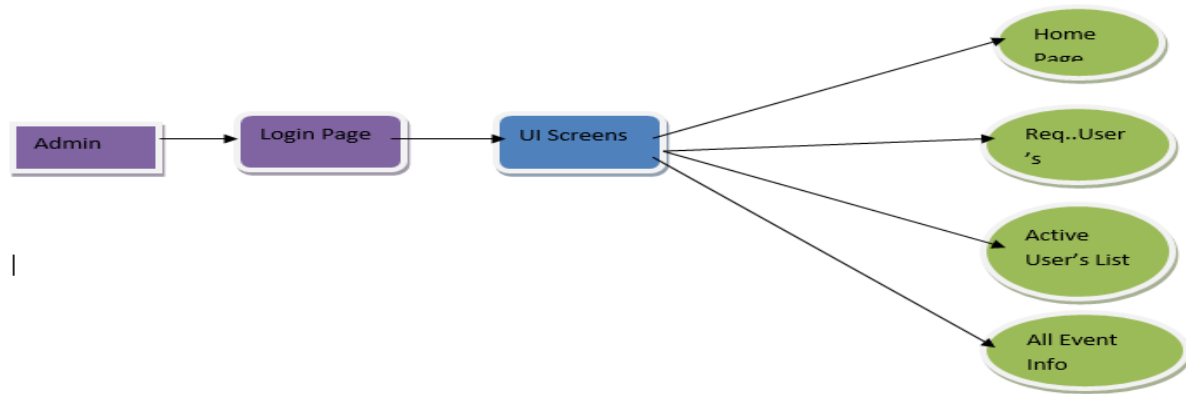 Admin
Login Page
UI Screens
Home
Page
Req..User
's
Active
User's List
All Event
Info